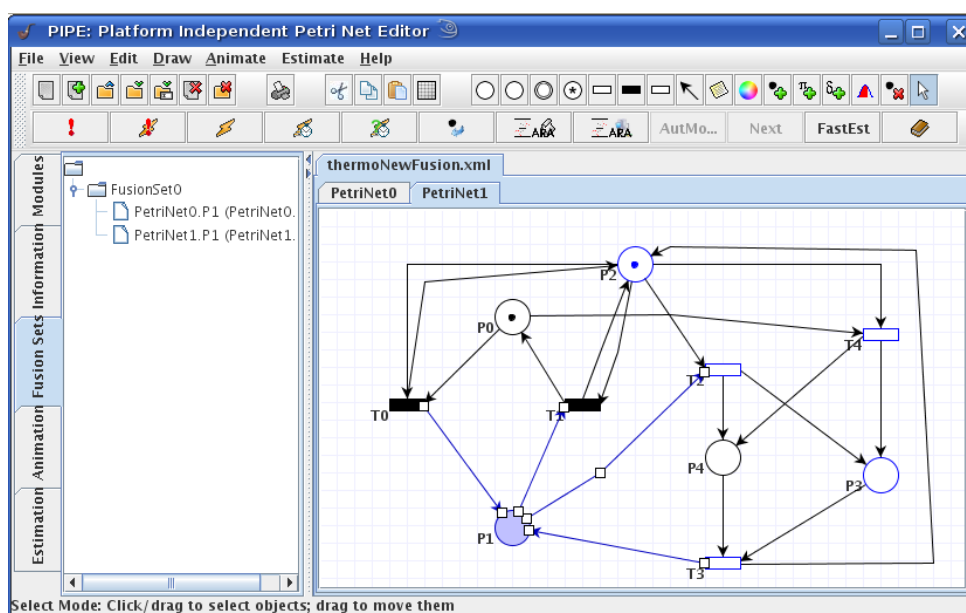 PIPE: Platform Independent Petri Net Editor
File View Edit Draw Animate Estimate Help
AutMo... Next FastEst
ARA ARA
Modules
Information
Fusion Sets
Animation
Estimation
FusionSet0
PetriNet0.P1 (PetriNet0.
PetriNet1.P1 (PetriNet1.
thermoNewFusion.xml
PetriNet0 PetriNet1
P2
P0
T4
T2
T0
T1
P4
P3
P1
T3
Select Mode: Click/drag to select objects; drag to move them